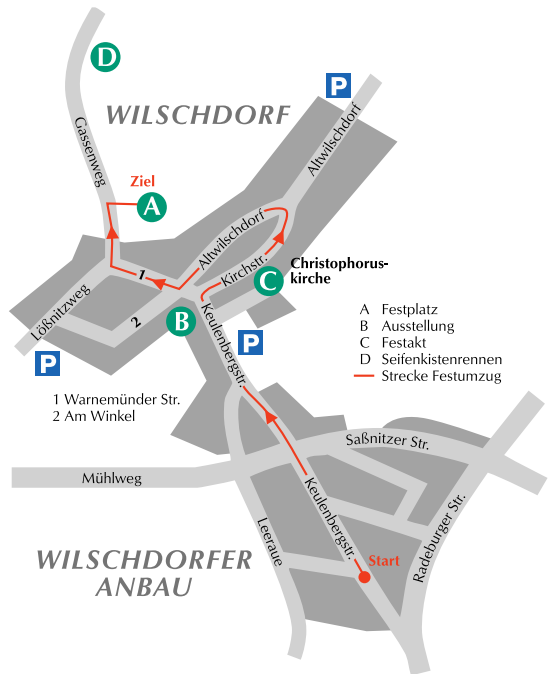 D
P
WILSCHDORF
Altwilschdorf
Gassenweg
Ziel
A
Altwilschdorf
Kirchstr.
Christophorus-
kirche
C
1
Lößnitzweg
2
B
Keulenbergstr.
P
P
A Festplatz
B Ausstellung
C Festakt
D Seifenkistenrennen
Strecke Festumzug
1 Warnemünder Str.
2 Am Winkel
Saßnitzer Str.
Mühlweg
Keulenbergstr.
Leeraue
Radeburger Str.
WILSCHDORFER
ANBAU
Start